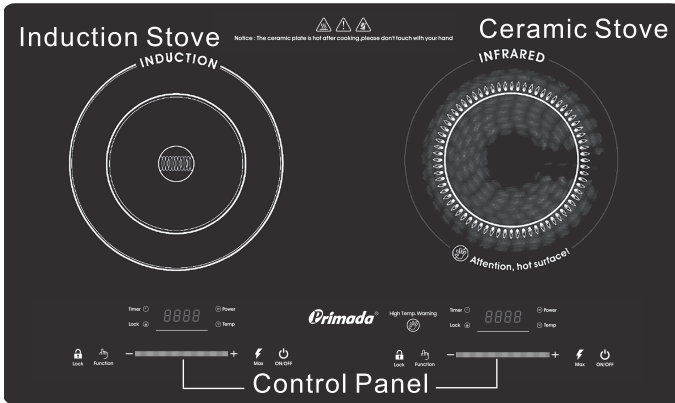 Induction Stove
Ceramic Stove
Notice : The ceramic plate is hot after cooking,please don't touch with your hand
INDUCTION
INFRARED
Attention, hot surface!
Timer
8888
Power
Lock
Temp
Primada®
High Temp. Warning
Timer
8888
Power
Lock
Temp
Lock
Function
− +
Max
ON/OFF
Lock
Function
− +
Max
ON/OFF
Control Panel